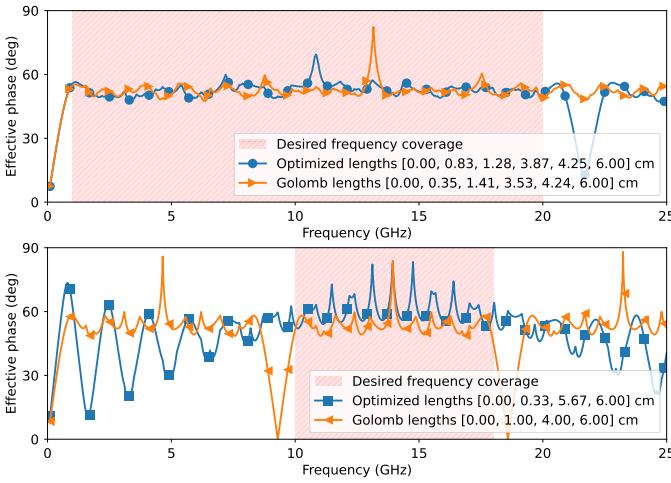 90
60
30
0
Effective phase (deg)
Desired frequency coverage
Optimized lengths [0.00, 0.83, 1.28, 3.87, 4.25, 6.00] cm
Golomb lengths [0.00, 0.35, 1.41, 3.53, 4.24, 6.00] cm
0 5 10 15 20 25
Frequency (GHz)
90
60
30
0
Effective phase (deg)
Desired frequency coverage
Optimized lengths [0.00, 0.33, 5.67, 6.00] cm
Golomb lengths [0.00, 1.00, 4.00, 6.00] cm
0 5 10 15 20 25
Frequency (GHz)